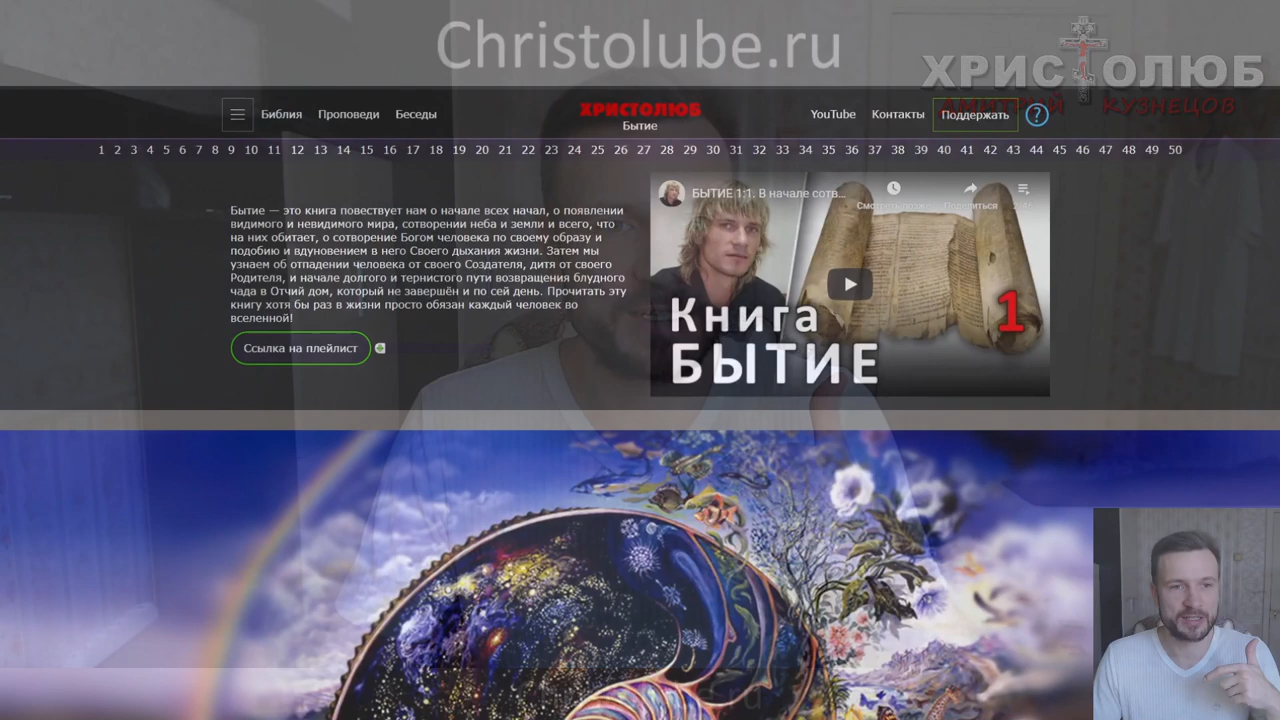 Christolube.ru
ХРИСТОЛЮБ
ДМИТРИЙ КУЗНЕЦОВ
Библия Проповеди Беседы ХРИСТОЛЮБ YouTube Контакты Поддержать ?
Бытие
1 2 3 4 5 6 7 8 9 10 11 12 13 14 15 16 17 18 19 20 21 22 23 24 25 26 27 28 29 30 31 32 33 34 35 36 37 38 39 40 41 42 43 44 45 46 47 48 49 50
Бытие — это книга повествует нам о начале всех начал, о появлении
видимого и невидимого мира, сотворении неба и земли и всего, что
на них обитает, о сотворение Богом человека по своему образу и
подобию и вдуновением в него Своего дыхания жизни. Затем мы
узнаем об отпадении человека от своего Создателя, дитя от своего
Родителя, и начале долгого и тернистого пути возвращения блудного
чада в Отчий дом, который не завершён и по сей день. Прочитать эту
книгу хотя бы раз в жизни просто обязан каждый человек во
вселенной!
Ссылка на плейлист
БЫТИЕ 1:1. В начале сотв...
Смотреть позже Поделиться
Книга 1
БЫТИЕ